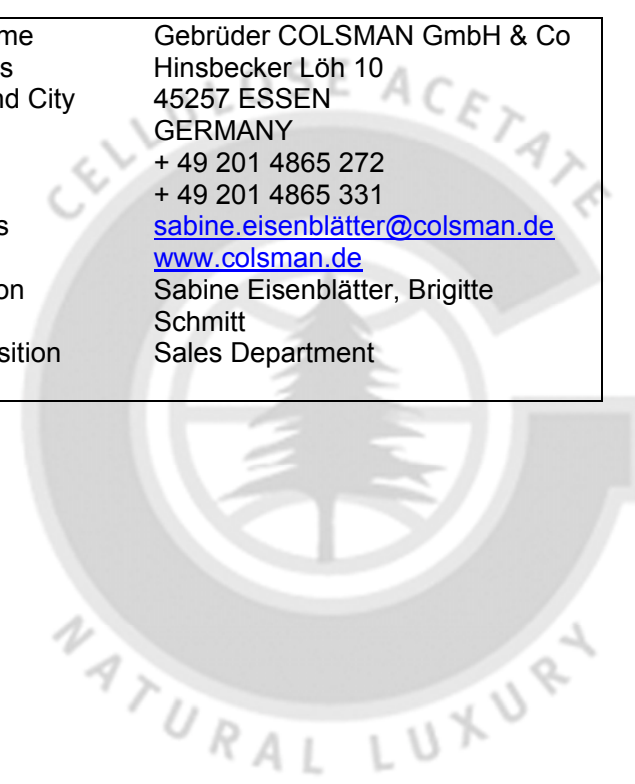 me Gebrüder COLSMAN GmbH & Co
s Hinsbecker Löh 10
nd City 45257 ESSEN
GERMANY
+ 49 201 4865 272
+ 49 201 4865 331
s sabine.eisenblätter@colsman.de
www.colsman.de
on Sabine Eisenblätter, Brigitte
Schmitt
sition Sales Department
CELLULOSE ACETATE
NATURAL LUXURY